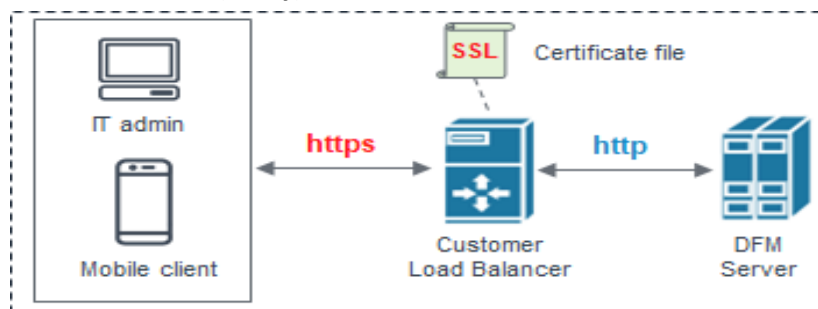 SSL
Certificate file
IT admin
https
http
Mobile client
Customer
Load Balancer
DFM
Server